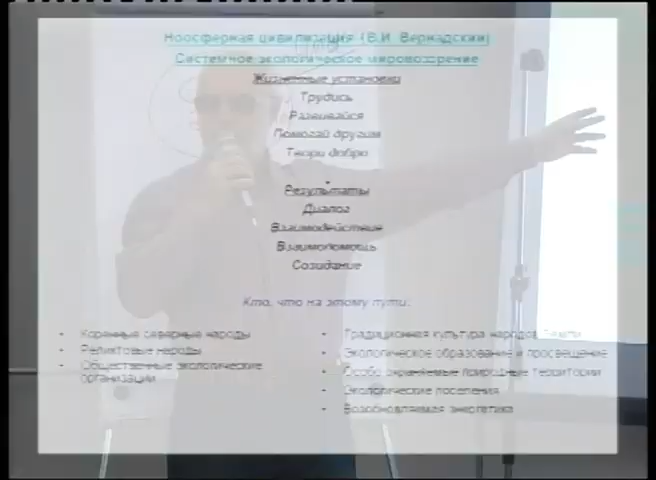 Ноосферная цивилизация (В.И. Вернадский)
Системное экологическое мировоззрение
Жизненные установки
Трудись
Развивайся
Помогай другим
Твори добро
Результаты
Диалог
Взаимодействие
Взаимопомощь
Созидание
Кто, что на этому пути:
• Коренные северные народы
• Реликтовые народы
• Общественные экологические
организации
• Традиционная культура народов Земли
• Экологическое образование и просвещение
• Особо охраняемые природные территории
• Экологические поселения
• Возобновляемая энергетика